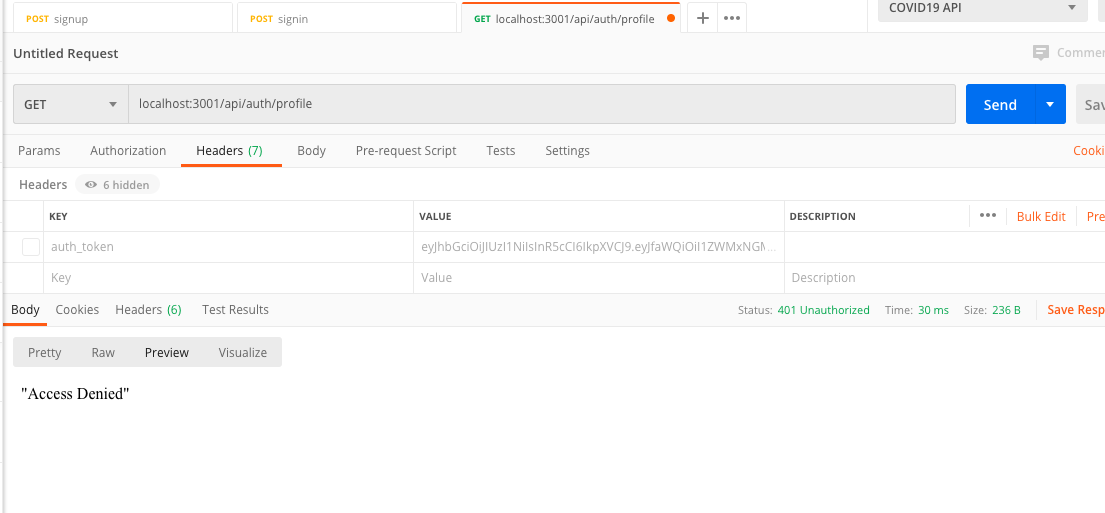 POST signup POST signin GET localhost:3001/api/auth/profile COVID19 API
Untitled Request Commen
GET localhost:3001/api/auth/profile Send Sav
Params Authorization Headers (7) Body Pre-request Script Tests Settings Cooki
Headers 6 hidden
KEY VALUE DESCRIPTION Bulk Edit Pre
auth_token
Key Value Description
Body Cookies Headers (6) Test Results Status: 401 Unauthorized Time: 30 ms Size: 236 B Save Resp
Pretty Raw Preview Visualize
"Access Denied"